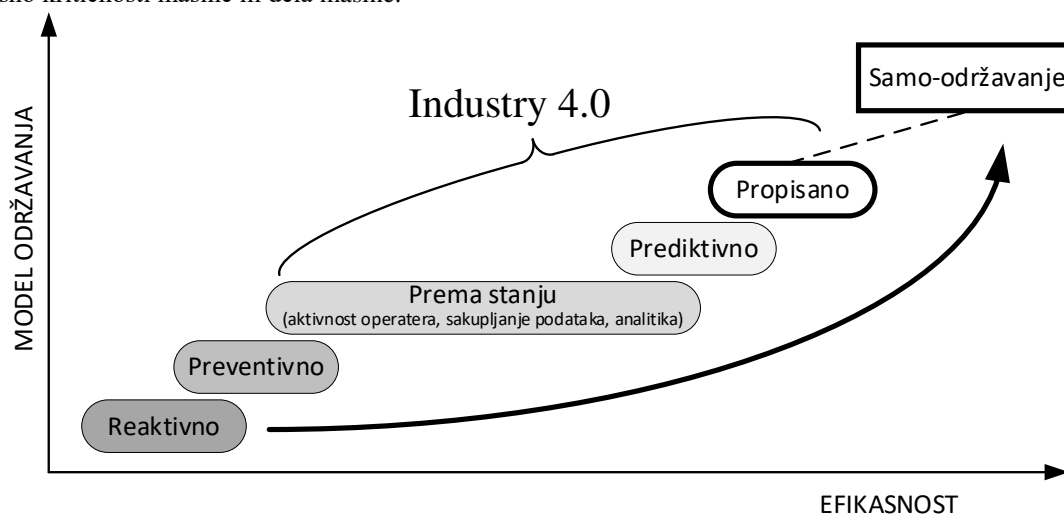 Industry 4.0
Samo-održavanje
Propisano
Prediktivno
Prema stanju
(aktivnost operatera, sakupljanje podataka, analitika)
Preventivno
Reaktivno
MODEL ODRŽAVANJA
EFIKASNOST